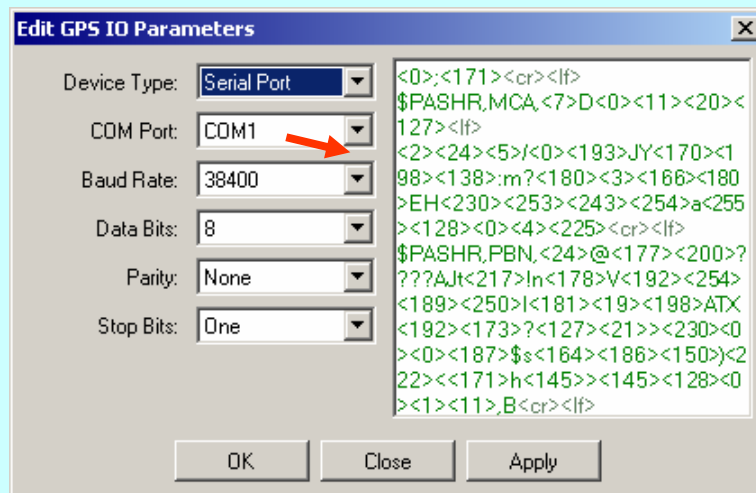 Edit GPS IO Parameters
Device Type: Serial Port
COM Port: COM1
Baud Rate: 38400
Data Bits: 8
Parity: None
Stop Bits: One
<0>;<171><cr><lf>
$PASHR,MCA,<7>D<0><11><20><
127><lf>
<2><24><5>/<0><193>JY<170><1
98><138>:m?<180><3><166><180
>EH<230><253><243><254>a<255
><128><0><4><225><cr><lf>
$PASHR,PBN,<24>@<177><200>?
???AJt<217>!n<178>V<192><254>
<189><250>l<181><19><198>ATX
<192><173>?<127><21>><230><0
><0><187>$s<164><186><150>)<2
22><<171>h<145>><145><128><0
><1><11>,B<cr><lf>
OK
Close
Apply